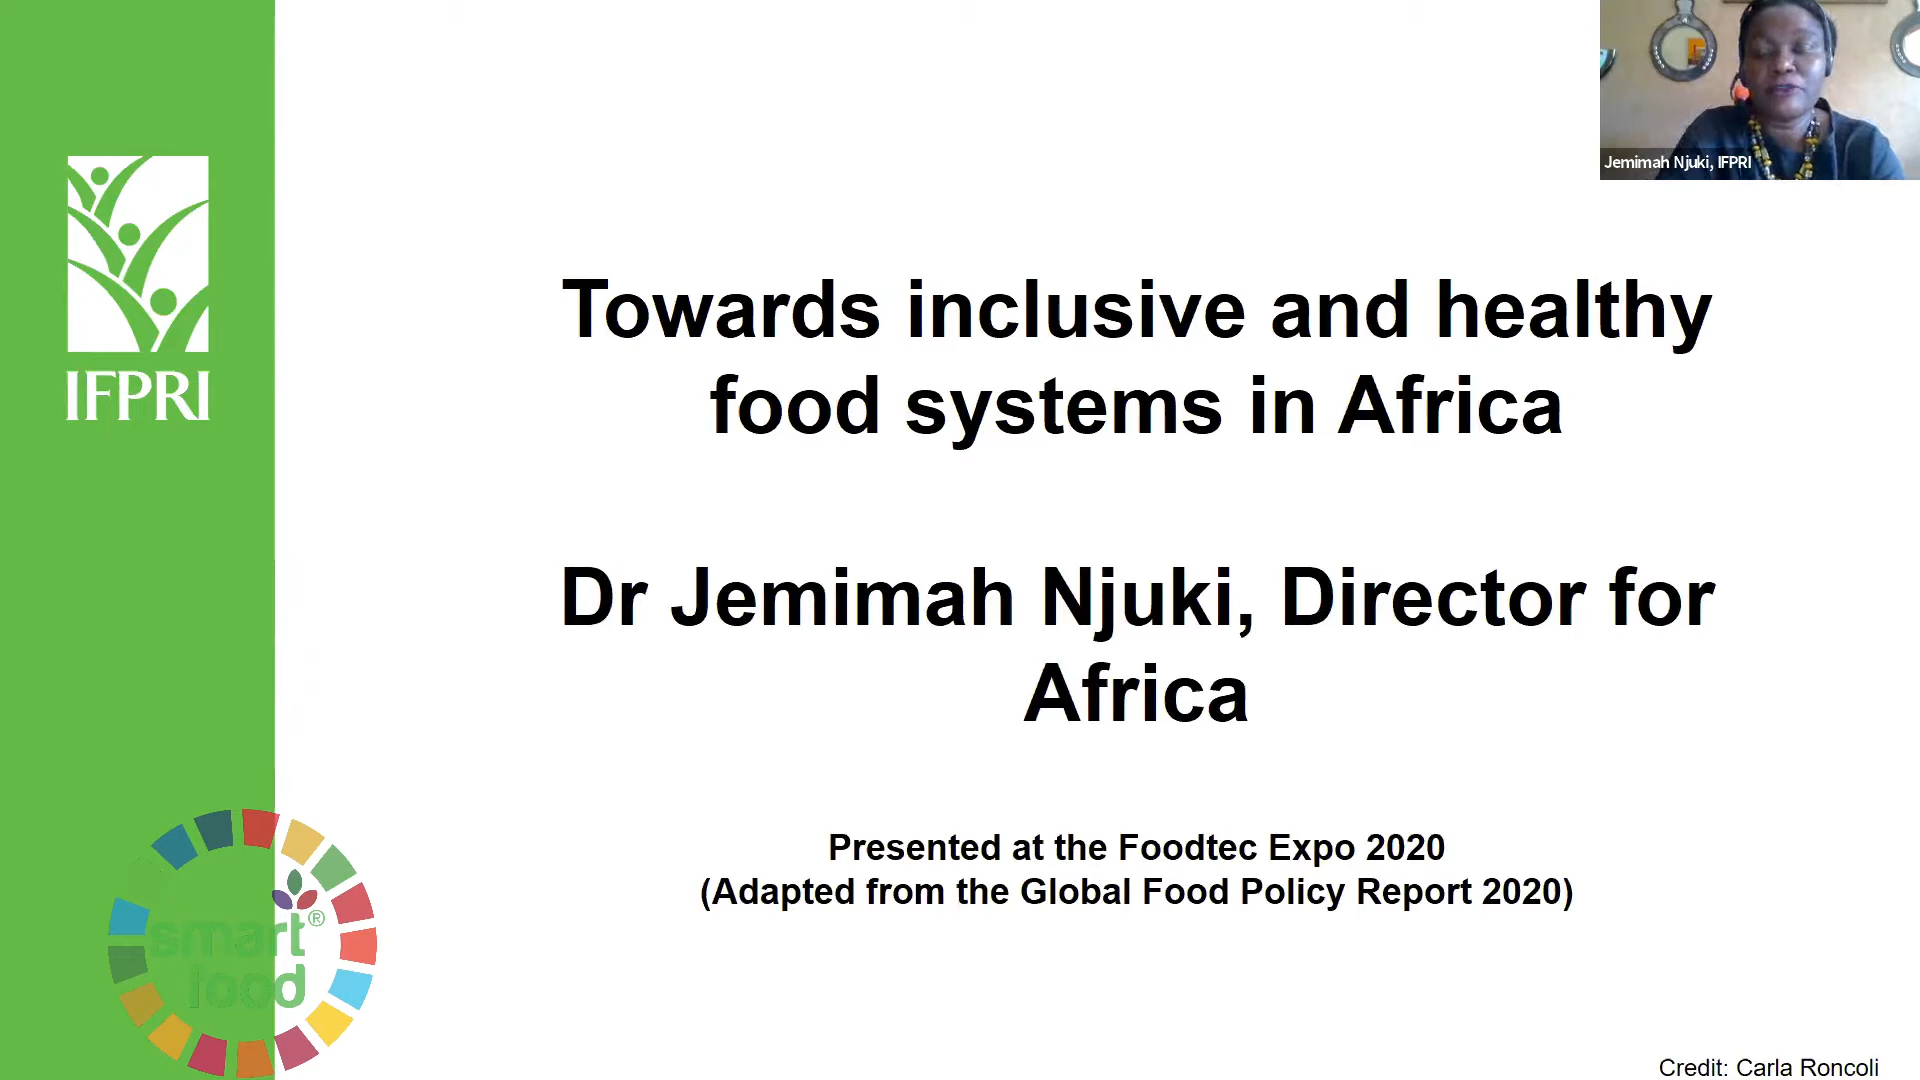 Jemimah Njuki, IFPRI
IFPRI
Towards inclusive and healthy
food systems in Africa
Dr Jemimah Njuki, Director for
Africa
Presented at the Foodtec Expo 2020
(Adapted from the Global Food Policy Report 2020)
smart®
food
Credit: Carla Roncoli